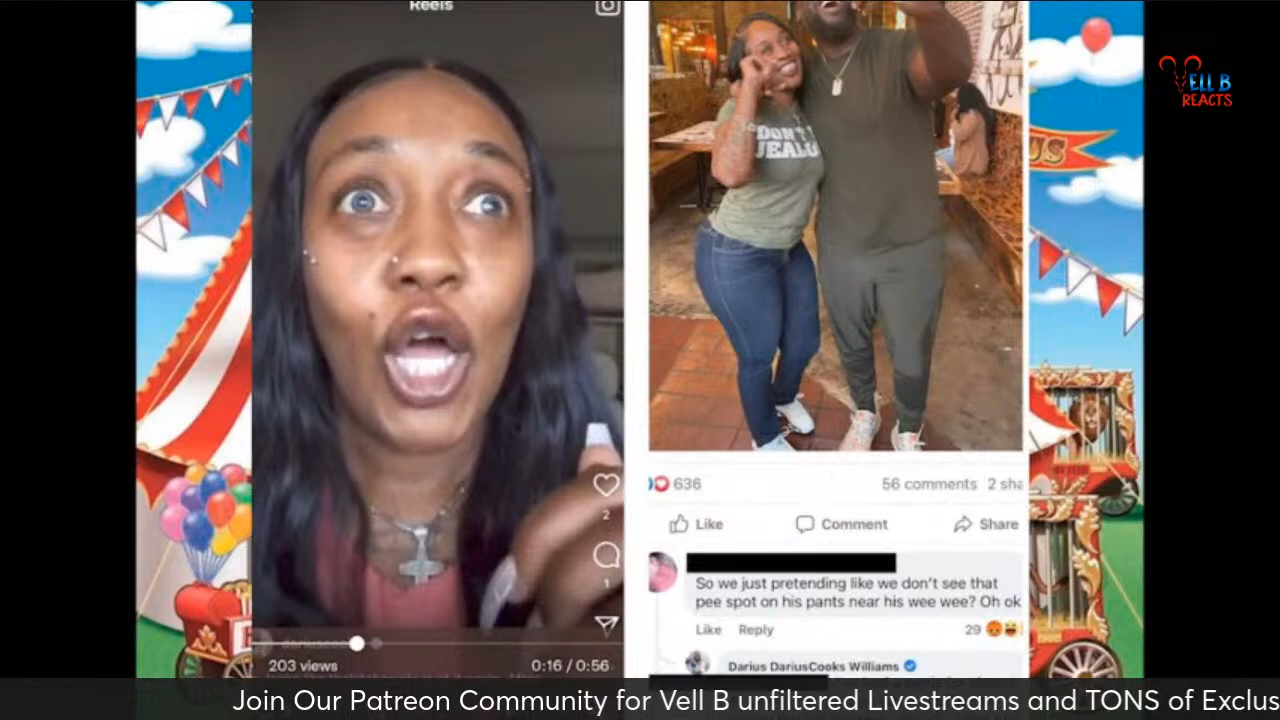 Reels
VELL B
REACTS
US
DON'T
JEALO
636
56 comments 2 sha
Like
Comment
Share
So we just pretending like we don't see that
pee spot on his pants near his wee wee? Oh ok
Like Reply
29
Darius DariusCooks Williams
2
1
203 views
0:16 / 0:56
Join Our Patreon Community for Vell B unfiltered Livestreams and TONS of Exclus